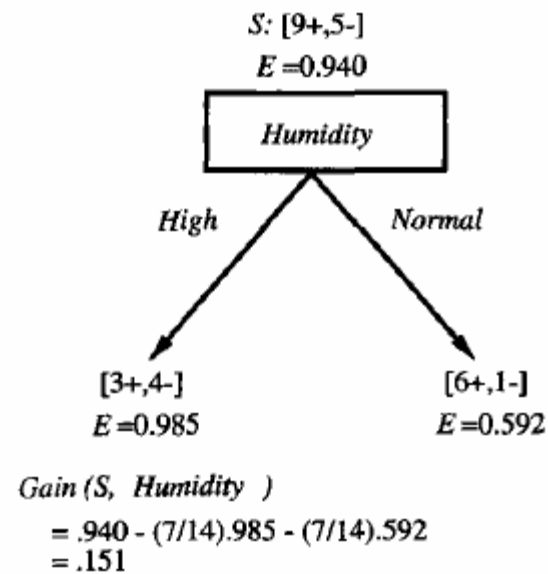 S: [9+,5-]
E =0.940
Humidity
High Normal
[3+,4-] [6+,1-]
E =0.985 E =0.592
Gain (S, Humidity )
= .940 - (7/14).985 - (7/14).592
= .151